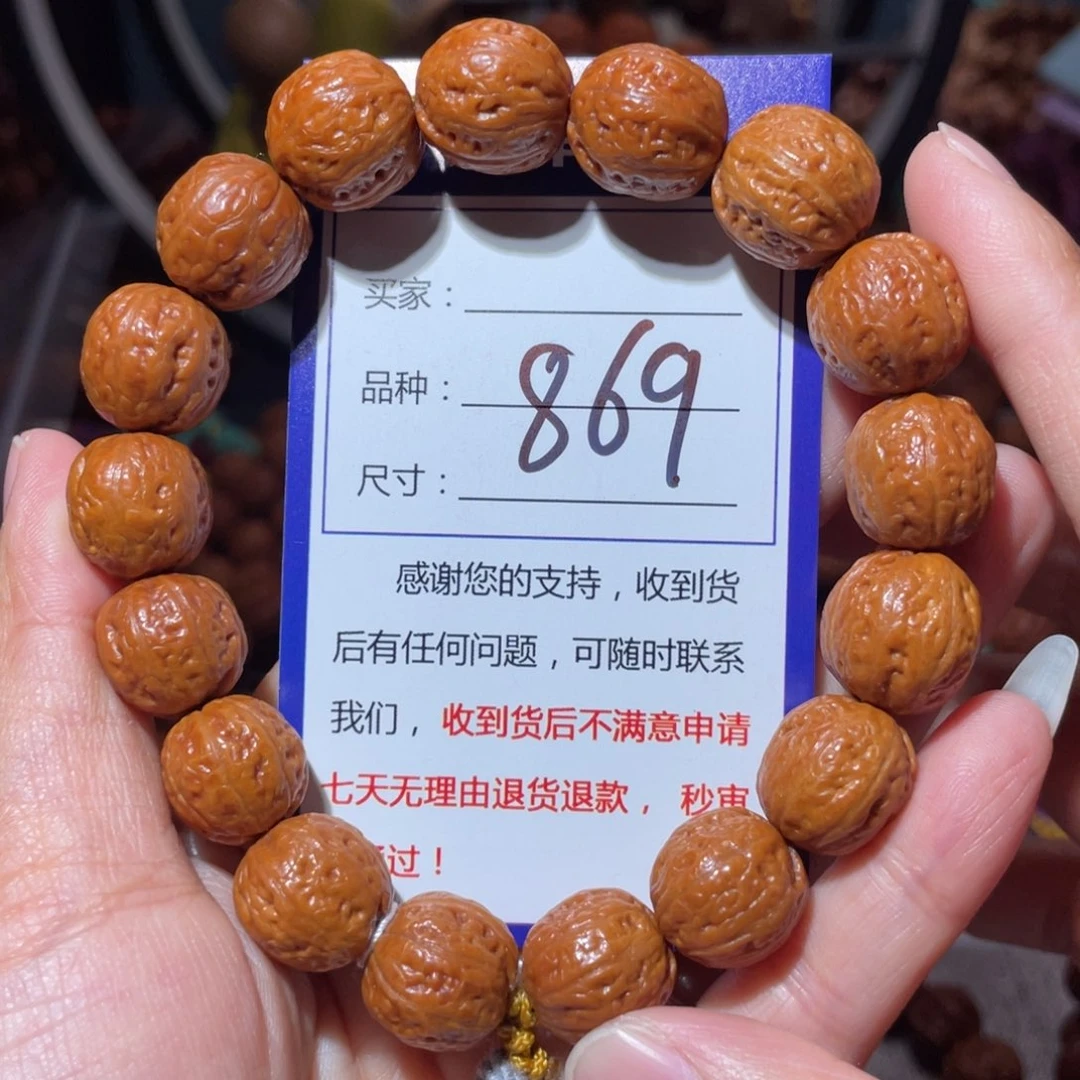 买家：
869
品种：
尺寸：
感谢您的支持，收到货
后有任何问题，可随时联系
我们，收到货后不满意申请
七天无理由退货退款，秒审
过！